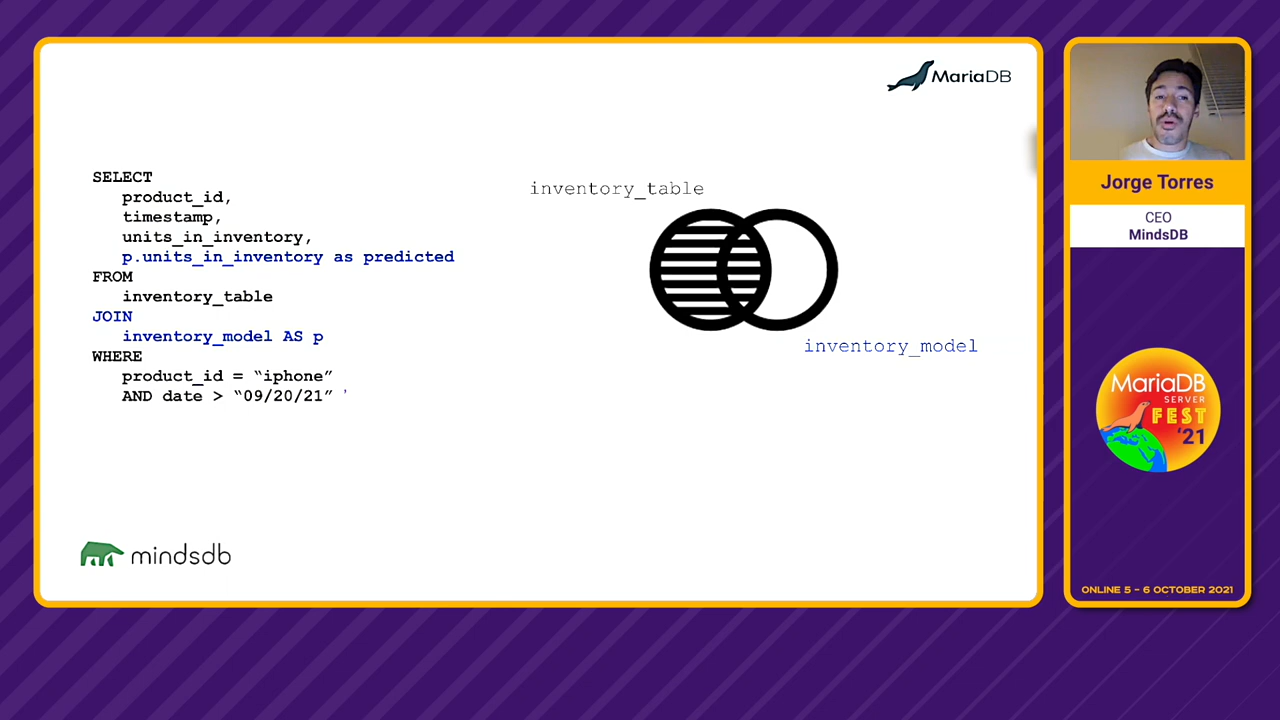 MariaDB
SELECT
product_id,
timestamp,
units_in_inventory,
p.units_in_inventory as predicted
FROM
inventory_table
JOIN
inventory_model AS p
WHERE
product_id = “iphone”
AND date > “09/20/21” ’
inventory_table
inventory_model
mindsdb
Jorge Torres
CEO
MindsDB
MariaDB
SERVER
FEST
‘21
ONLINE 5 – 6 OCTOBER 2021